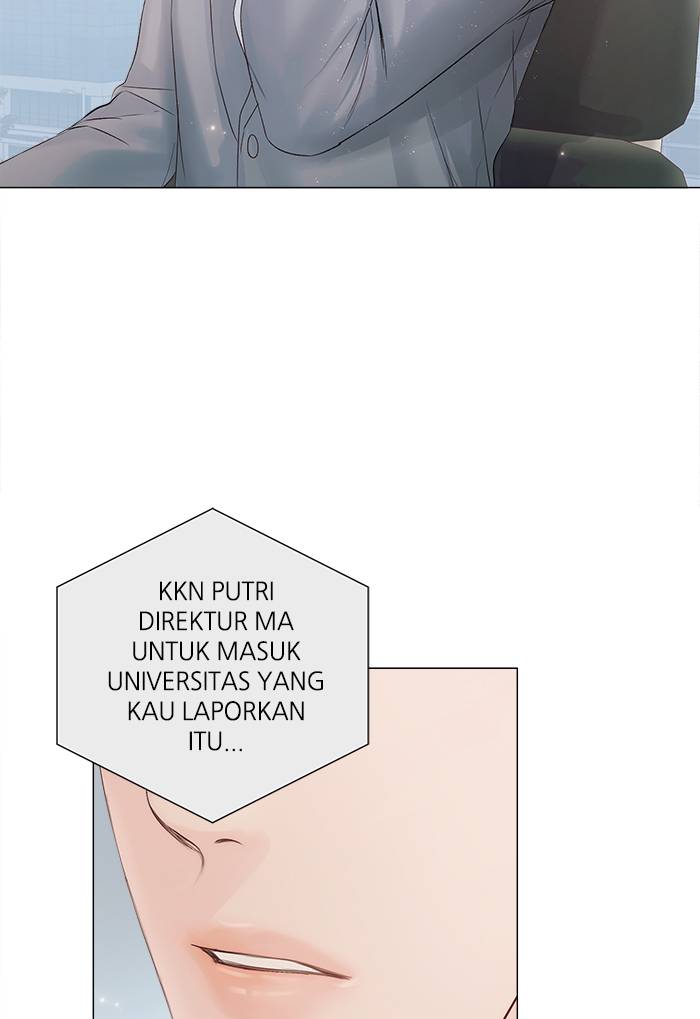 KKN PUTRI
DIREKTUR MA
UNTUK MASUK
UNIVERSITAS YANG
KAU LAPORKAN
ITU...